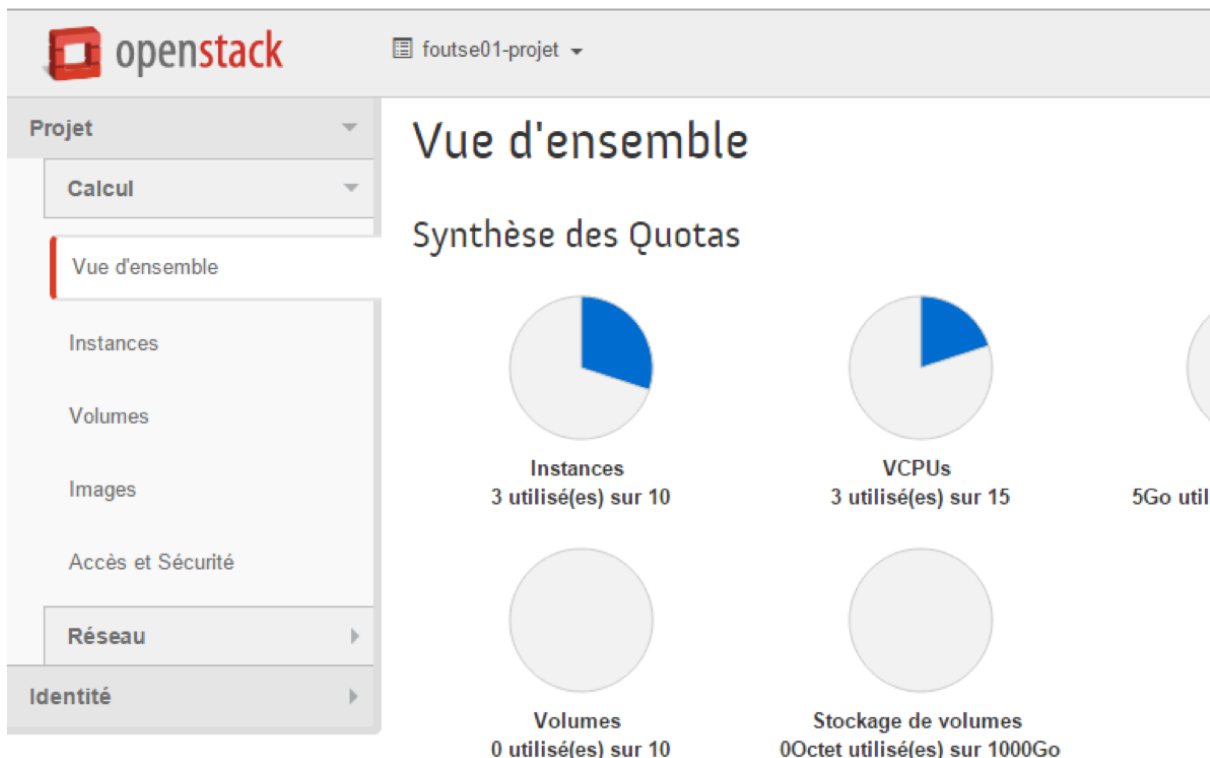 openstack
foutse01-projet
Projet
Calcul
Vue d'ensemble
Instances
Volumes
Images
Accès et Sécurité
Réseau
Identité
Vue d'ensemble
Synthèse des Quotas
Instances
3 utilisé(es) sur 10
VCPUs
3 utilisé(es) sur 15
5Go util
Volumes
0 utilisé(es) sur 10
Stockage de volumes
0Octet utilisé(es) sur 1000Go